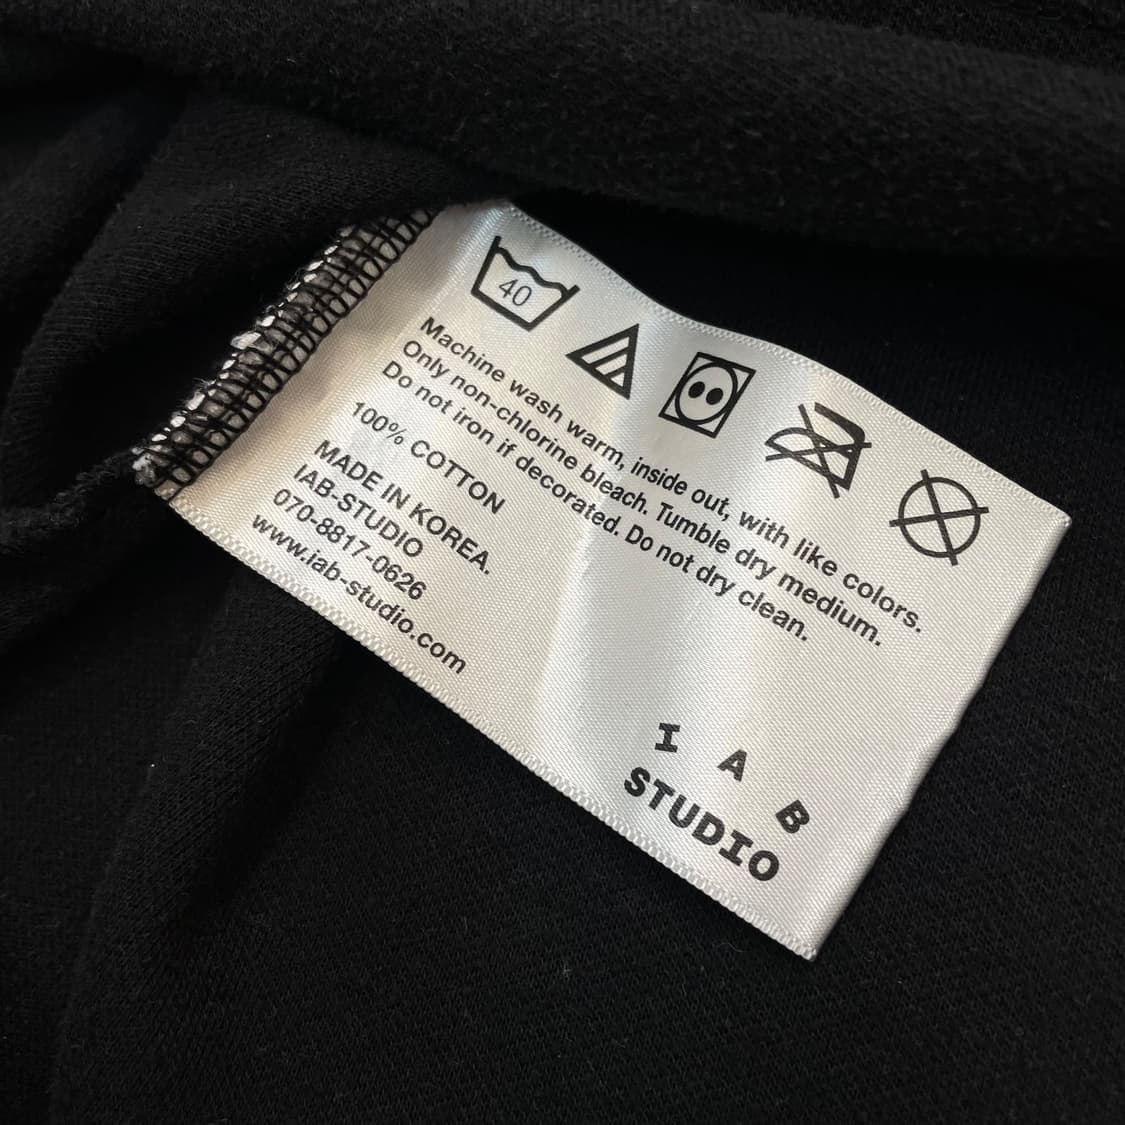 40
Machine wash warm, inside out, with like colors.
Only non-chlorine bleach. Tumble dry medium.
Do not iron if decorated. Do not dry clean.
100% COTTON
MADE IN KOREA.
IAB-STUDIO
070-8817-0626
www.iab-studio.com
I A B
STUDIO